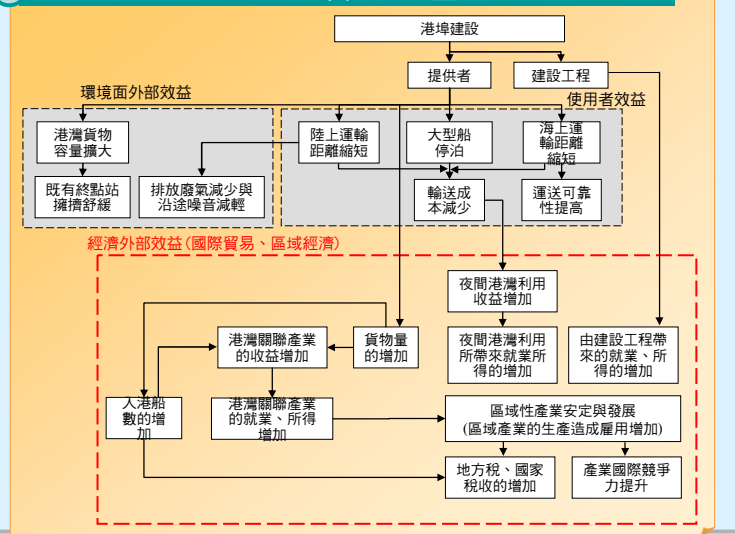 港埠建設
提供者
建設工程
環境面外部效益
使用者效益
港灣貨物
容量擴大
陸上運輸
距離縮短
大型船
停泊
海上運
輸距離
縮短
既有終點站
擁擠舒緩
排放廢氣減少與
沿途噪音減輕
輸送成
本減少
運送可靠
性提高
經濟外部效益(國際貿易、區域經濟)
夜間港灣利用
收益增加
港灣關聯產業
的收益增加
貨物量
的增加
夜間港灣利用
所帶來就業所
得的增加
由建設工程帶
來的就業、所
得的增加
入港船
數的增
加
港灣關聯產業
的就業、所得
增加
區域性產業安定與發展
(區域產業的生產造成雇用增加)
地方稅、國家
稅收的增加
產業國際競爭
力提升